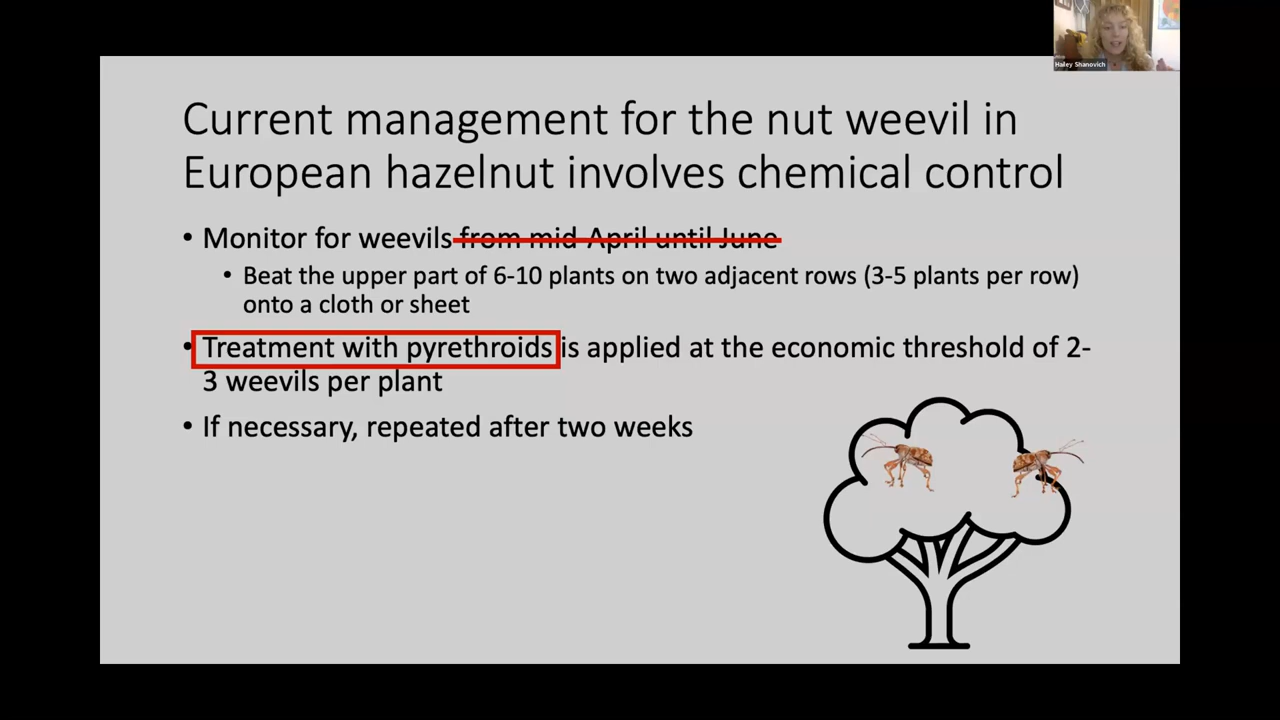 Hailey Shanovich
Current management for the nut weevil in
European hazelnut involves chemical control
• Monitor for weevils from mid-April until June
• Beat the upper part of 6-10 plants on two adjacent rows (3-5 plants per row)
onto a cloth or sheet
• Treatment with pyrethroids is applied at the economic threshold of 2-
3 weevils per plant
• If necessary, repeated after two weeks